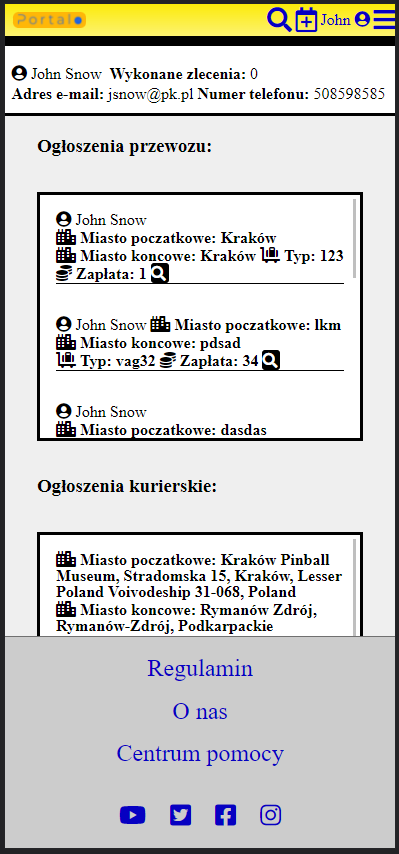 Portal
John
John Snow Wykonane zlecenia: 0
Adres e-mail: jsnow@pk.pl Numer telefonu: 508598585
Ogłoszenia przewozu:
John Snow
Miasto poczatkowe: Kraków
Miasto koncowe: Kraków Typ: 123
Zapłata: 1
John Snow Miasto poczatkowe: lkm
Miasto koncowe: pdsad
Typ: vag32 Zapłata: 34
John Snow
Miasto poczatkowe: dasdas
Ogłoszenia kurierskie:
Miasto poczatkowe: Kraków Pinball
Museum, Stradomska 15, Kraków, Lesser
Poland Voivodeship 31-068, Poland
Miasto koncowe: Rymanów Zdrój,
Rymanów-Zdrój, Podkarpackie
Regulamin
O nas
Centrum pomocy